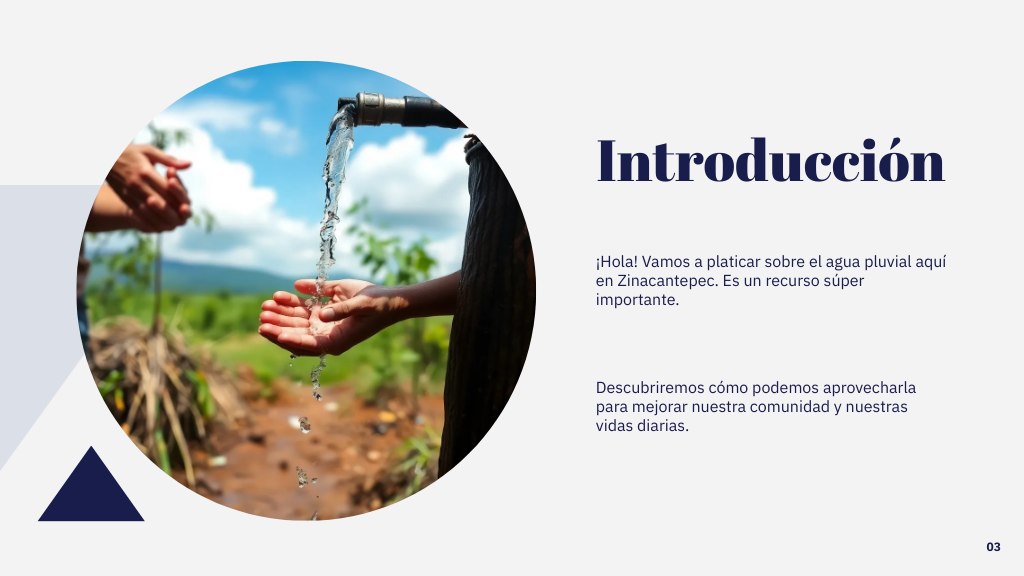 Introducción
¡Hola! Vamos a platicar sobre el agua pluvial aquí
en Zinacantepec. Es un recurso súper
importante.
Descubriremos cómo podemos aprovecharla
para mejorar nuestra comunidad y nuestras
vidas diarias.
03